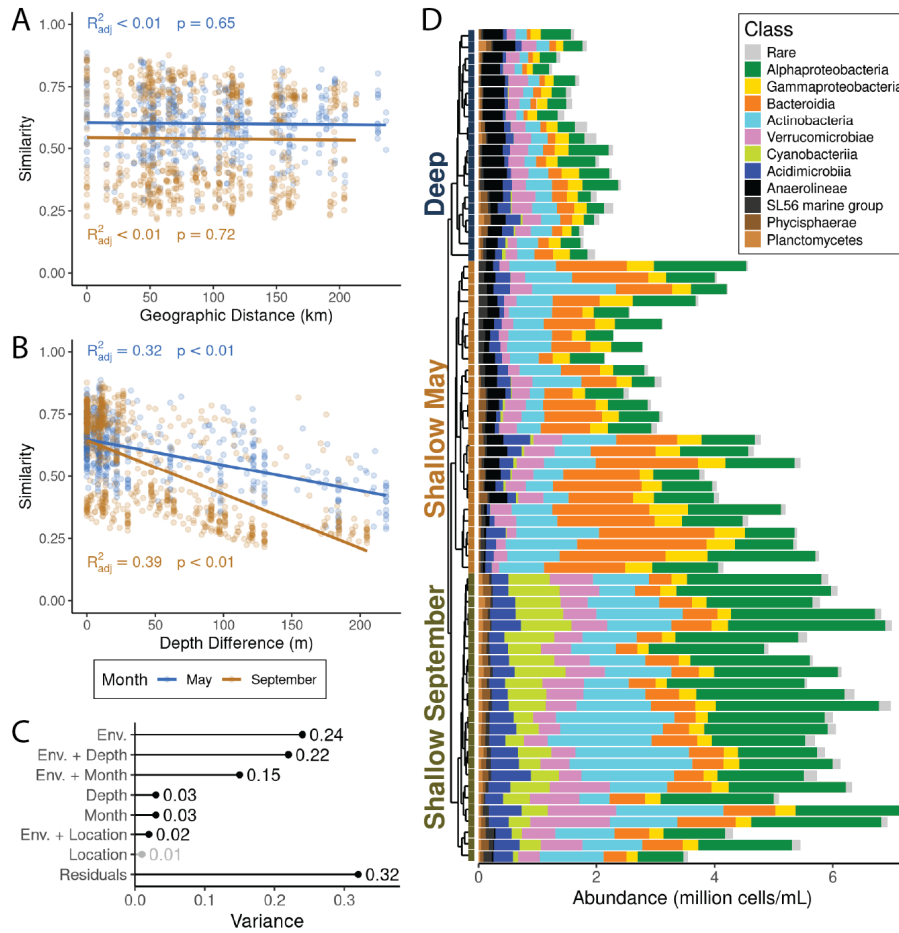 A
R²adj < 0.01 p = 0.65
1.00
0.75
0.50
0.25
0.00
Similarity
R²adj < 0.01 p = 0.72
0 50 100 150 200
Geographic Distance (km)
B
R²adj = 0.32 p < 0.01
1.00
0.75
0.50
0.25
0.00
Similarity
R²adj = 0.39 p < 0.01
0 50 100 150 200
Depth Difference (m)
Month May September
C
Env. 0.24
Env. + Depth 0.22
Env. + Month 0.15
Depth 0.03
Month 0.03
Env. + Location 0.02
Location 0.01
Residuals 0.32
0.0 0.1 0.2 0.3
Variance
D
Deep
Shallow May
Shallow September
Class
Rare
Alphaproteobacteria
Gammaproteobacteria
Bacteroidia
Actinobacteria
Verrucomicrobiae
Cyanobacteriia
Acidimicrobiia
Anaerolineae
SL56 marine group
Phycisphaerae
Planctomycetes
0 2 4 6
Abundance (million cells/mL)